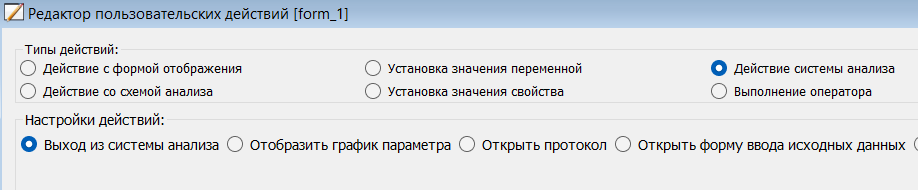 Редактор пользовательских действий [form_1]
Типы действий:
Действие с формой отображения Установка значения переменной Действие системы анализа
Действие со схемой анализа Установка значения свойства Выполнение оператора
Настройки действий:
Выход из системы анализа Отобразить график параметра Открыть протокол Открыть форму ввода исходных данных